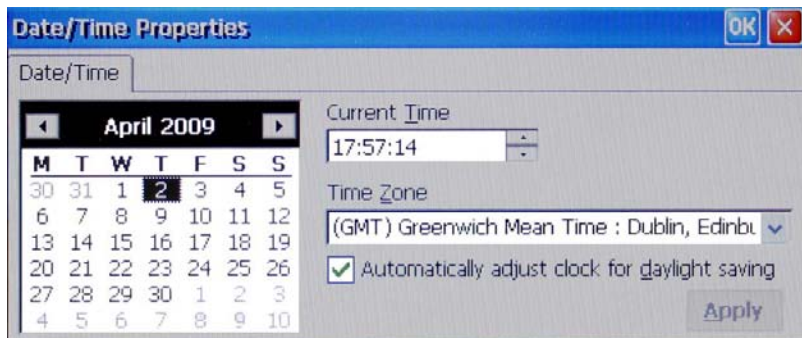 Date/Time Properties OK
Date/Time
April 2009
M T W T F S S
30 31 1 2 3 4 5
6 7 8 9 10 11 12
13 14 15 16 17 18 19
20 21 22 23 24 25 26
27 28 29 30 1 2 3
4 5 6 7 8 9 10
Current Time
17:57:14
Time Zone
(GMT) Greenwich Mean Time : Dublin, Edinbu
Automatically adjust clock for daylight saving
Apply